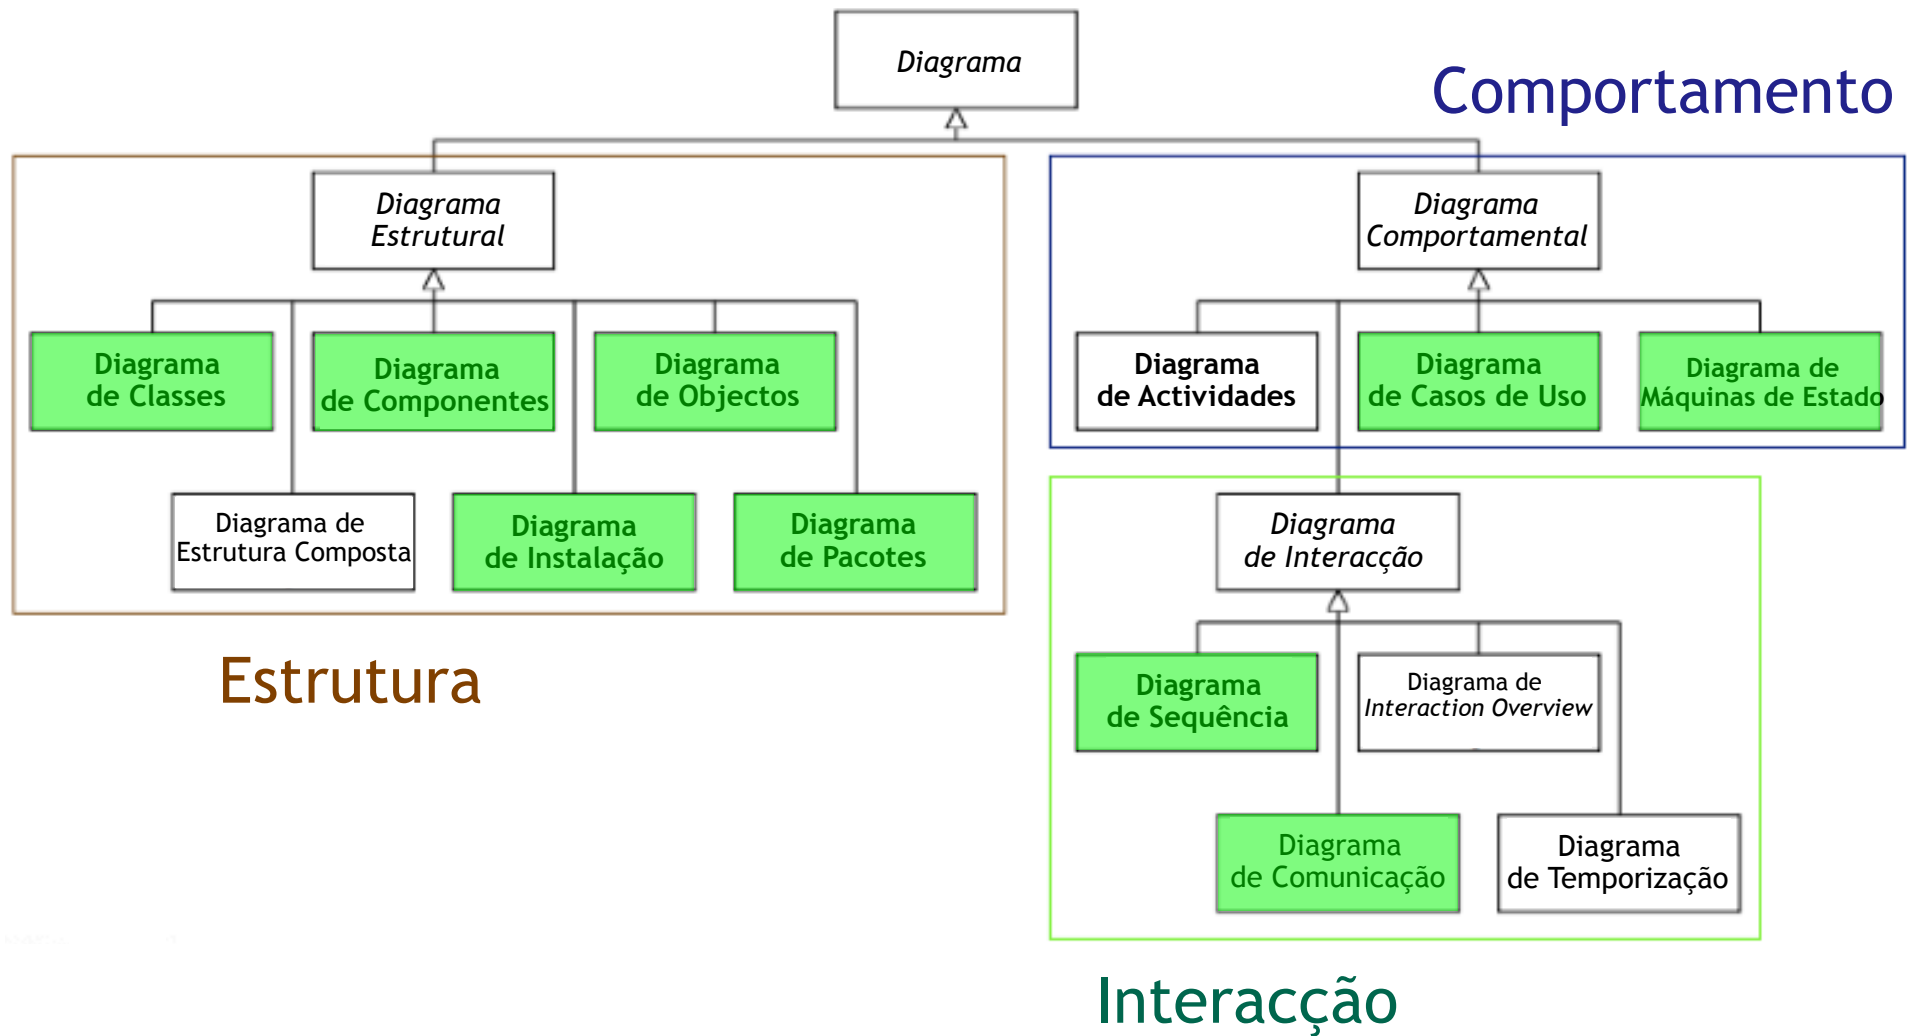 Diagrama
Comportamento
Diagrama
Estrutural
Diagrama
Comportamental
Diagrama
de Classes
Diagrama
de Componentes
Diagrama
de Objectos
Diagrama
de Actividades
Diagrama
de Casos de Uso
Diagrama de
Máquinas de Estado
Diagrama de
Estrutura Composta
Diagrama
de Instalação
Diagrama
de Pacotes
Diagrama
de Interacção
Estrutura
Diagrama
de Sequência
Diagrama de
Interaction Overview
Diagrama
de Comunicação
Diagrama
de Temporização
Interacção